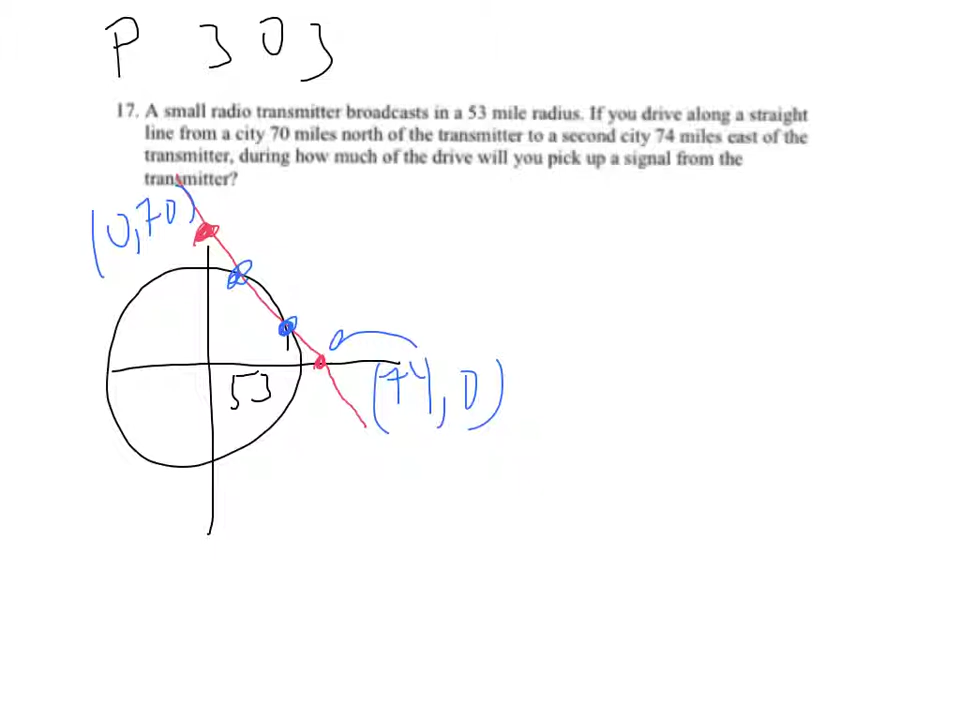 P 303
17. A small radio transmitter broadcasts in a 53 mile radius. If you drive along a straight
line from a city 70 miles north of the transmitter to a second city 74 miles east of the
transmitter, during how much of the drive will you pick up a signal from the
transmitter?
(0,70)
53
(74,0)